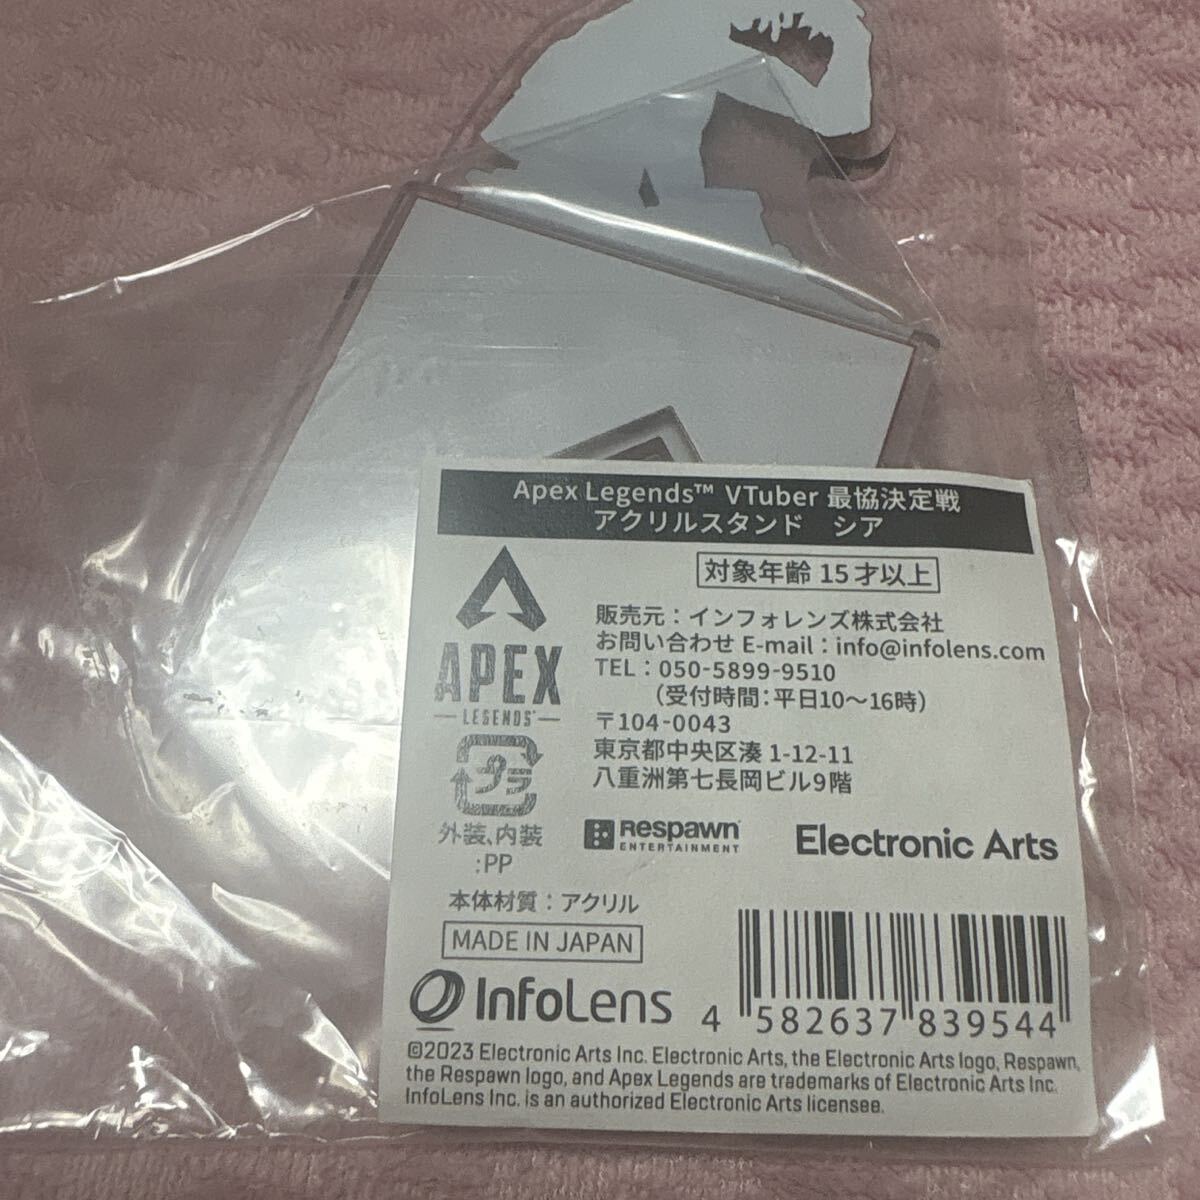 Apex Legends™ VTuber 最協決定戦
アクリルスタンド シア
対象年齢 15才以上
販売元：インフォレンズ株式会社
お問い合わせ E-mail：info@infolens.com
TEL：050-5899-9510
（受付時間：平日10～16時）
〒104-0043
東京都中央区湊 1-12-11
八重洲第七長岡ビル9階
APEX
LEGENDS
プラ
外装、内装
:PP
Respawn
ENTERTAINMENT
Electronic Arts
本体材質：アクリル
MADE IN JAPAN
InfoLens
4 582637 839544
©2023 Electronic Arts Inc. Electronic Arts, the Electronic Arts logo, Respawn,
the Respawn logo, and Apex Legends are trademarks of Electronic Arts Inc.
InfoLens Inc. is an authorized Electronic Arts licensee.